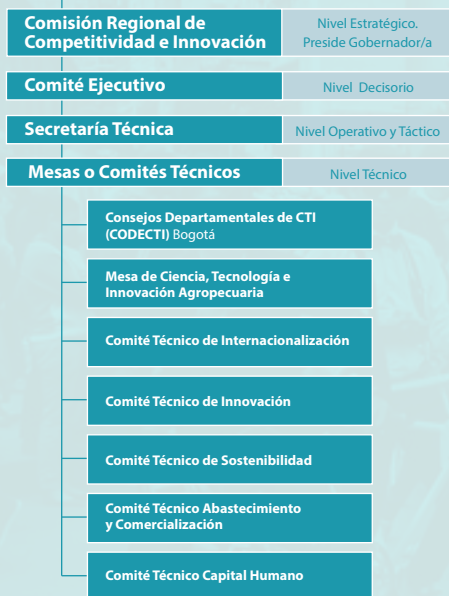 Comisión Regional de
Competitividad e Innovación
Nivel Estratégico.
Preside Gobernador/a
Comité Ejecutivo
Nivel Decisorio
Secretaría Técnica
Nivel Operativo y Táctico
Mesas o Comités Técnicos
Nivel Técnico
Consejos Departamentales de CTI
(CODECTI) Bogotá
Mesa de Ciencia, Tecnología e
Innovación Agropecuaria
Comité Técnico de Internacionalización
Comité Técnico de Innovación
Comité Técnico de Sostenibilidad
Comité Técnico Abastecimiento
y Comercialización
Comité Técnico Capital Humano